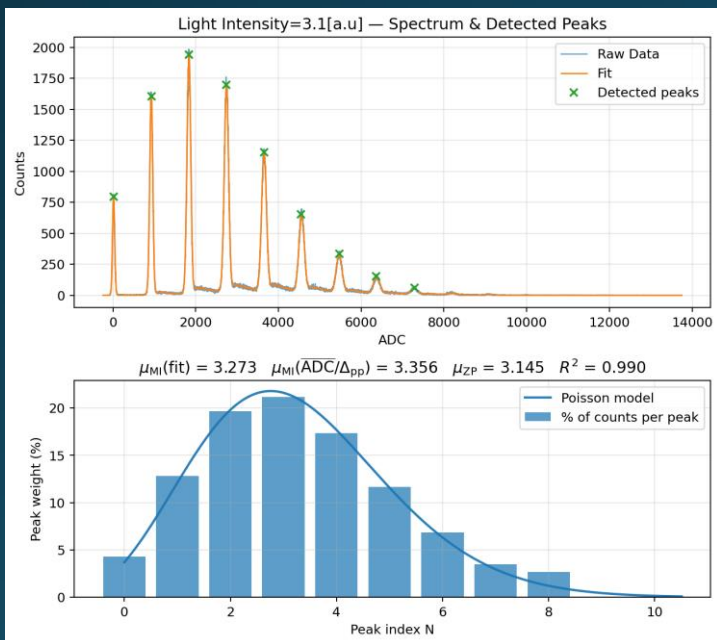 Light Intensity=3.1[a.u] — Spectrum & Detected Peaks
2000
1750
1500
1250
1000
750
500
250
0
Counts
Raw Data
Fit
Detected peaks
0 2000 4000 6000 8000 10000 12000 14000
ADC
μMI(fit) = 3.273 μMI(ADC/Δpp) = 3.356 μZP = 3.145 R² = 0.990
20
15
10
5
0
Peak weight (%)
Poisson model
% of counts per peak
0 2 4 6 8 10
Peak index N